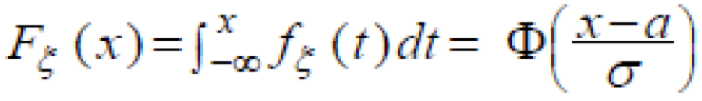 F_ξ (x) = ∫_{-∞}^{x} f_ξ (t) dt = Φ((x−a)/σ)